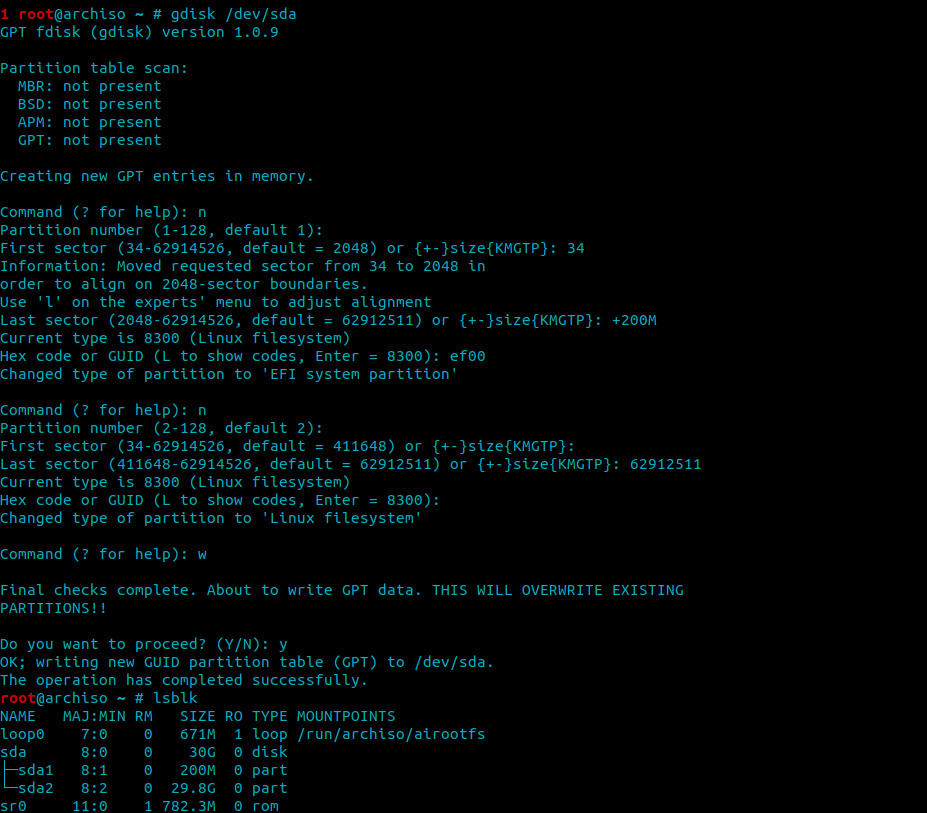 1 root@archiso ~ # gdisk /dev/sda
GPT fdisk (gdisk) version 1.0.9
Partition table scan:
  MBR: not present
  BSD: not present
  APM: not present
  GPT: not present
Creating new GPT entries in memory.
Command (? for help): n
Partition number (1-128, default 1):
First sector (34-62914526, default = 2048) or {+-}size{KMGTP}: 34
Information: Moved requested sector from 34 to 2048 in
order to align on 2048-sector boundaries.
Use 'l' on the experts' menu to adjust alignment
Last sector (2048-62914526, default = 62912511) or {+-}size{KMGTP}: +200M
Current type is 8300 (Linux filesystem)
Hex code or GUID (L to show codes, Enter = 8300): ef00
Changed type of partition to 'EFI system partition'
Command (? for help): n
Partition number (2-128, default 2):
First sector (34-62914526, default = 411648) or {+-}size{KMGTP}:
Last sector (411648-62914526, default = 62912511) or {+-}size{KMGTP}: 62912511
Current type is 8300 (Linux filesystem)
Hex code or GUID (L to show codes, Enter = 8300):
Changed type of partition to 'Linux filesystem'
Command (? for help): w
Final checks complete. About to write GPT data. THIS WILL OVERWRITE EXISTING
PARTITIONS!!
Do you want to proceed? (Y/N): y
OK; writing new GUID partition table (GPT) to /dev/sda.
The operation has completed successfully.
root@archiso ~ # lsblk
NAME   MAJ:MIN RM   SIZE RO TYPE MOUNTPOINTS
loop0    7:0    0   671M  1 loop /run/archiso/airootfs
sda      8:0    0    30G  0 disk
├─sda1   8:1    0   200M  0 part
└─sda2   8:2    0  29.8G  0 part
sr0     11:0    1 782.3M  0 rom